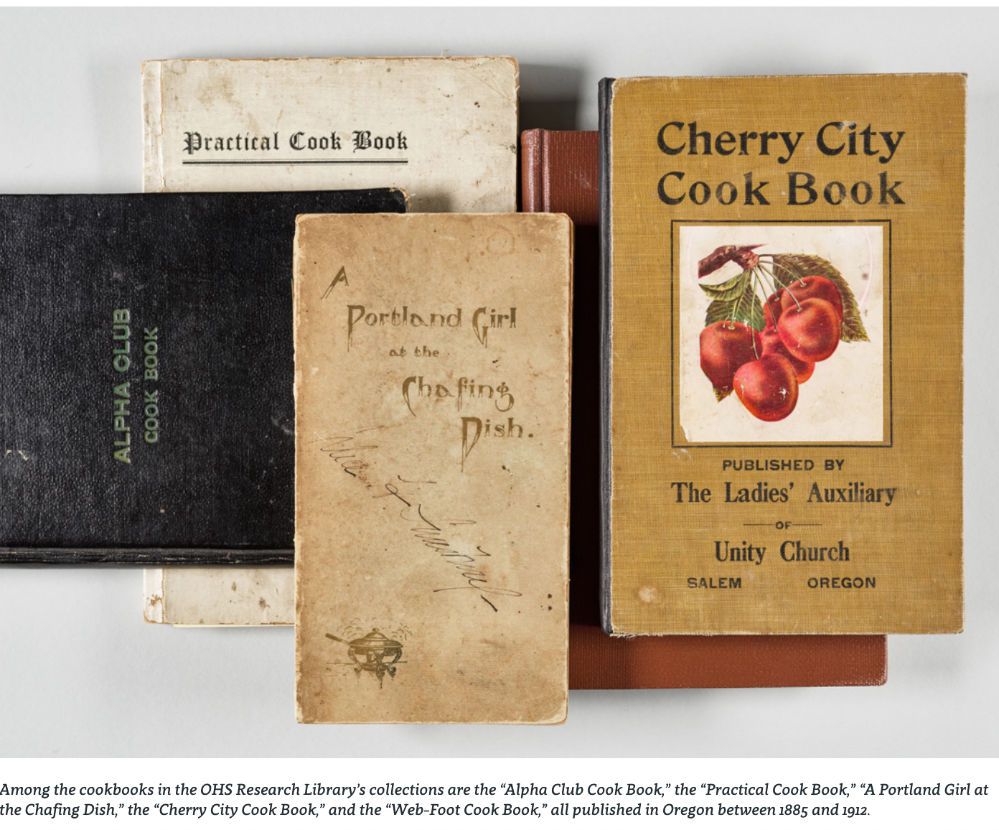 Practical Cook Book
ALPHA CLUB
COOK BOOK
A
Portland Girl
at the
Chafing
Dish.
Cherry City
Cook Book
PUBLISHED BY
The Ladies' Auxiliary
OF
Unity Church
SALEM OREGON
Among the cookbooks in the OHS Research Library’s collections are the “Alpha Club Cook Book,” the “Practical Cook Book,” “A Portland Girl at
the Chafing Dish,” the “Cherry City Cook Book,” and the “Web-Foot Cook Book,” all published in Oregon between 1885 and 1912.